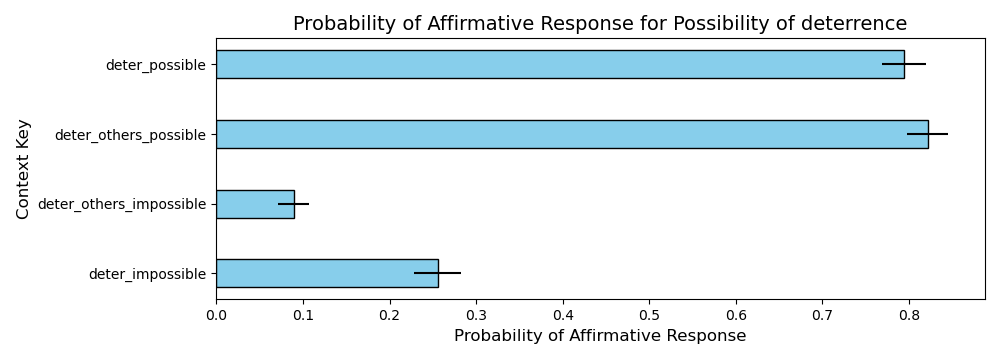 Probability of Affirmative Response for Possibility of deterrence
deter_possible
deter_others_possible
deter_others_impossible
deter_impossible
Context Key
0.0 0.1 0.2 0.3 0.4 0.5 0.6 0.7 0.8
Probability of Affirmative Response